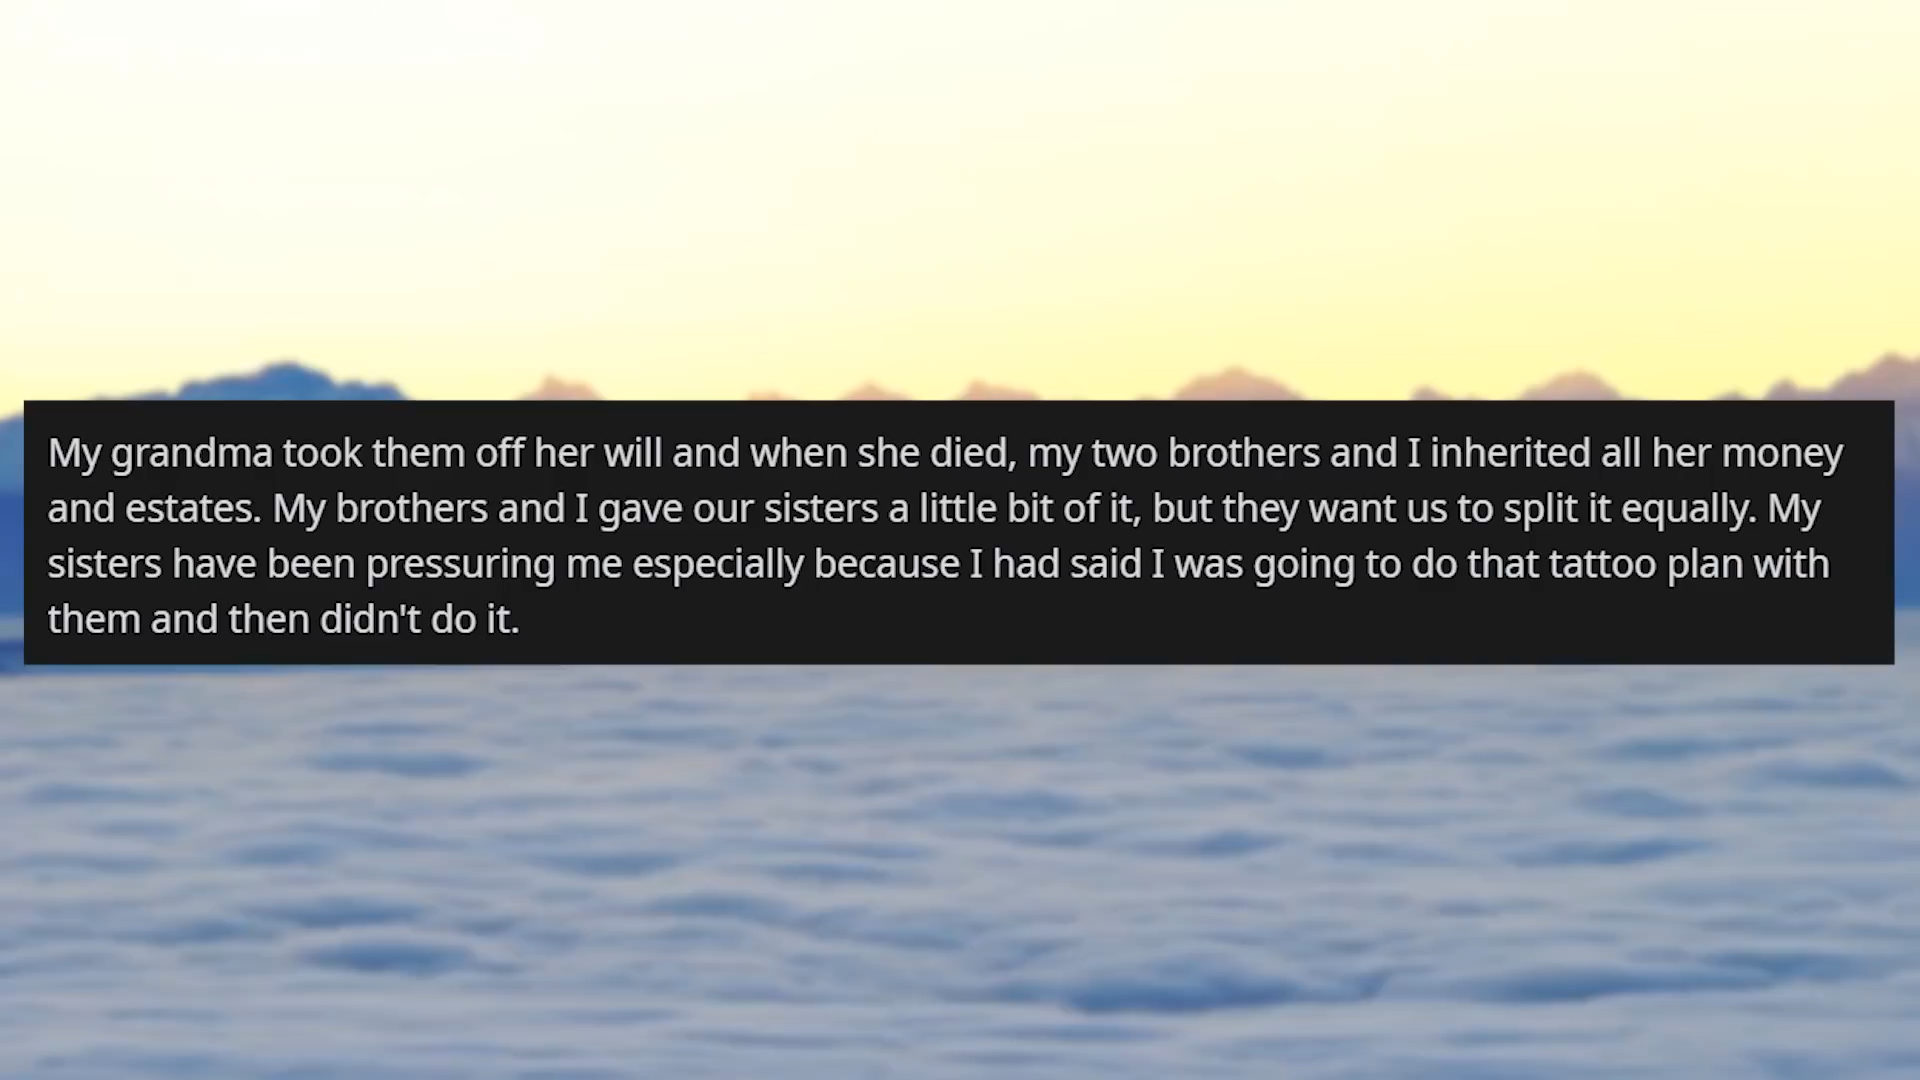 My grandma took them off her will and when she died, my two brothers and I inherited all her money
and estates. My brothers and I gave our sisters a little bit of it, but they want us to split it equally. My
sisters have been pressuring me especially because I had said I was going to do that tattoo plan with
them and then didn't do it.